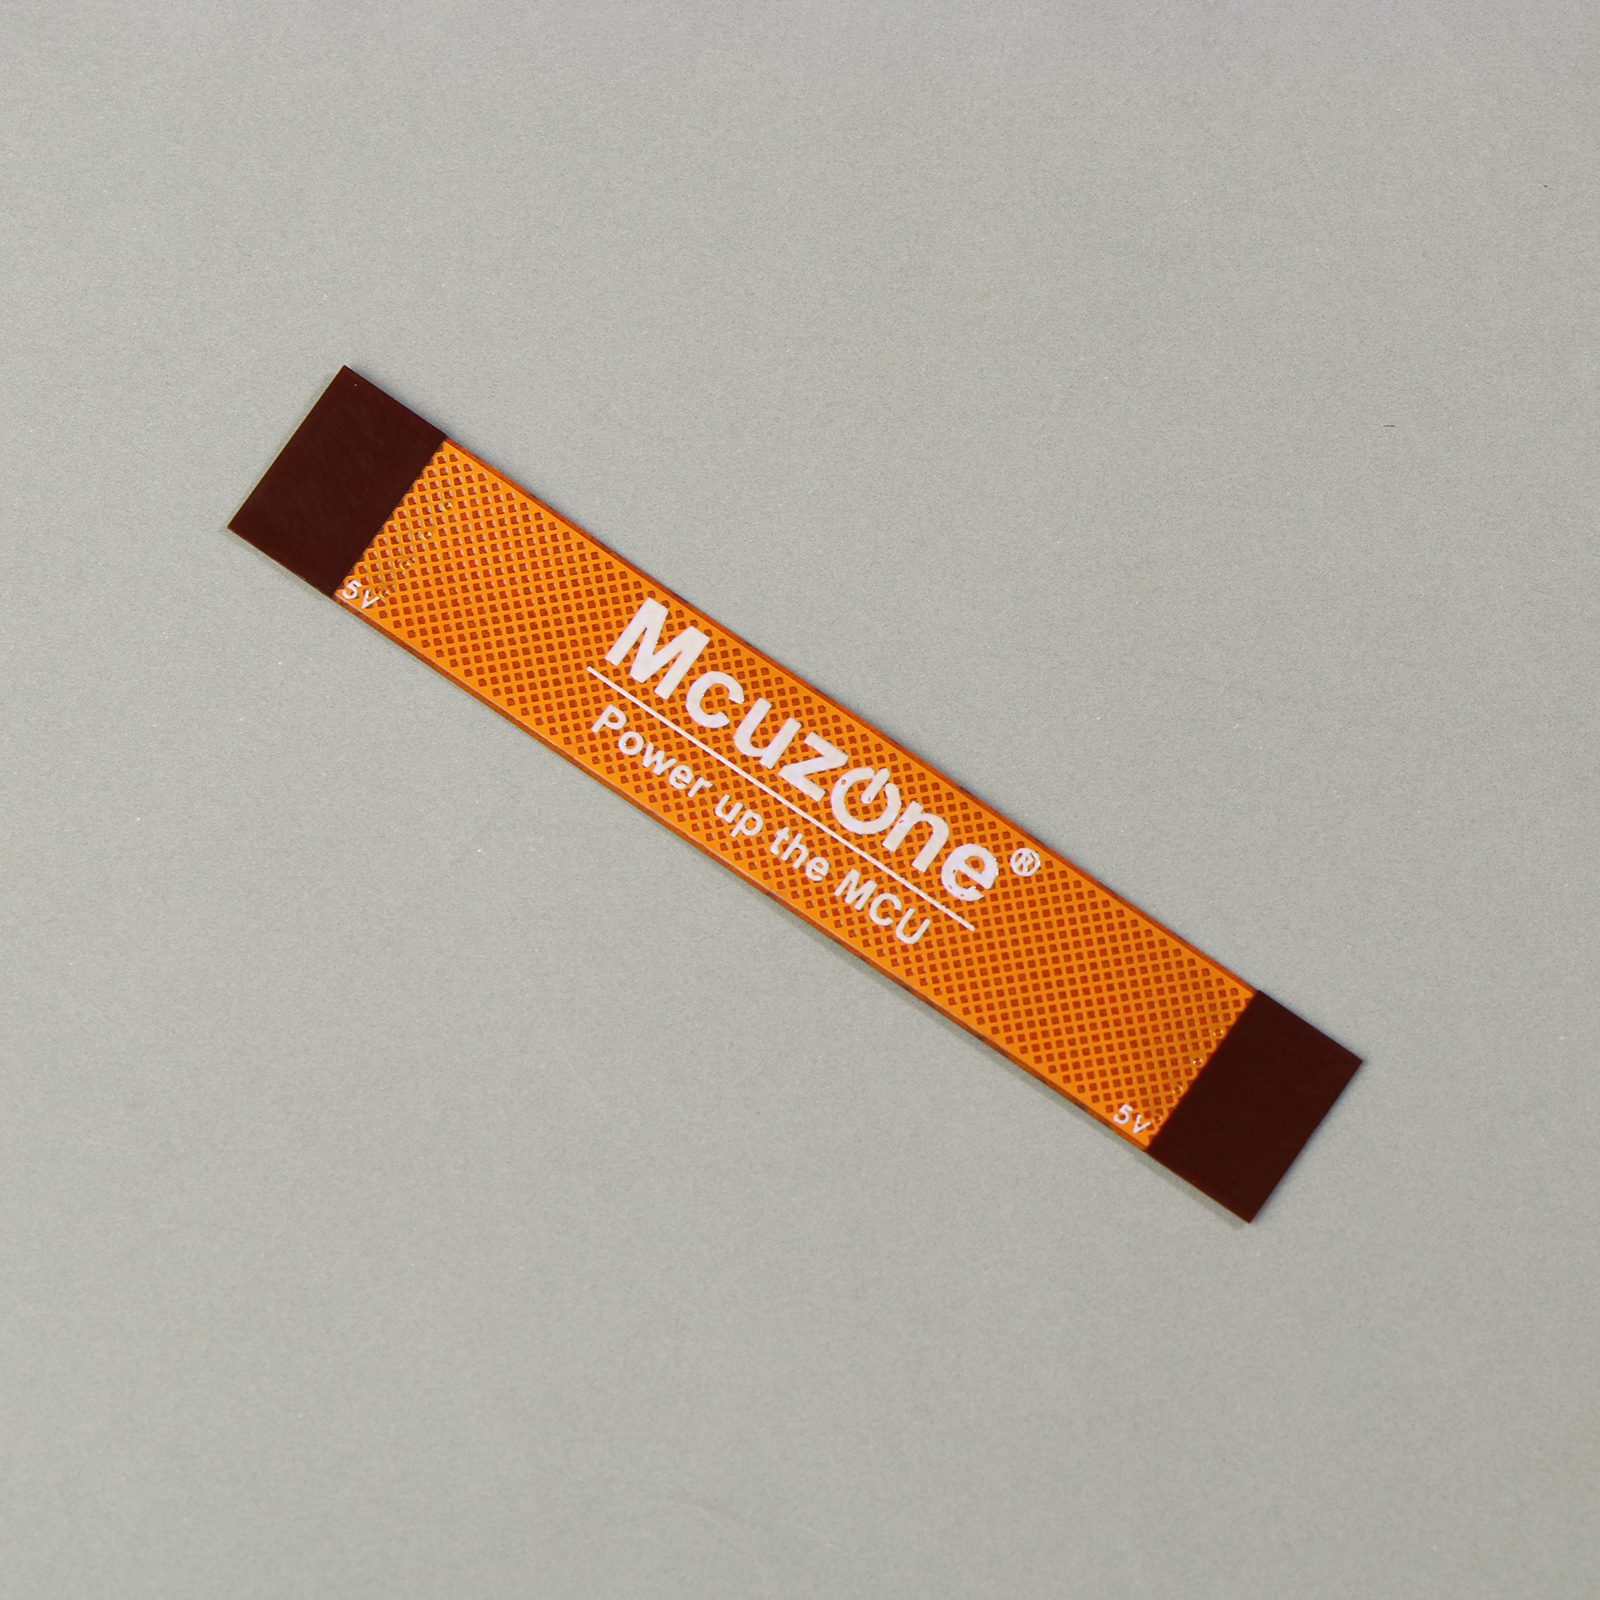 5V
Mcuzone®
Power up the MCU
5V